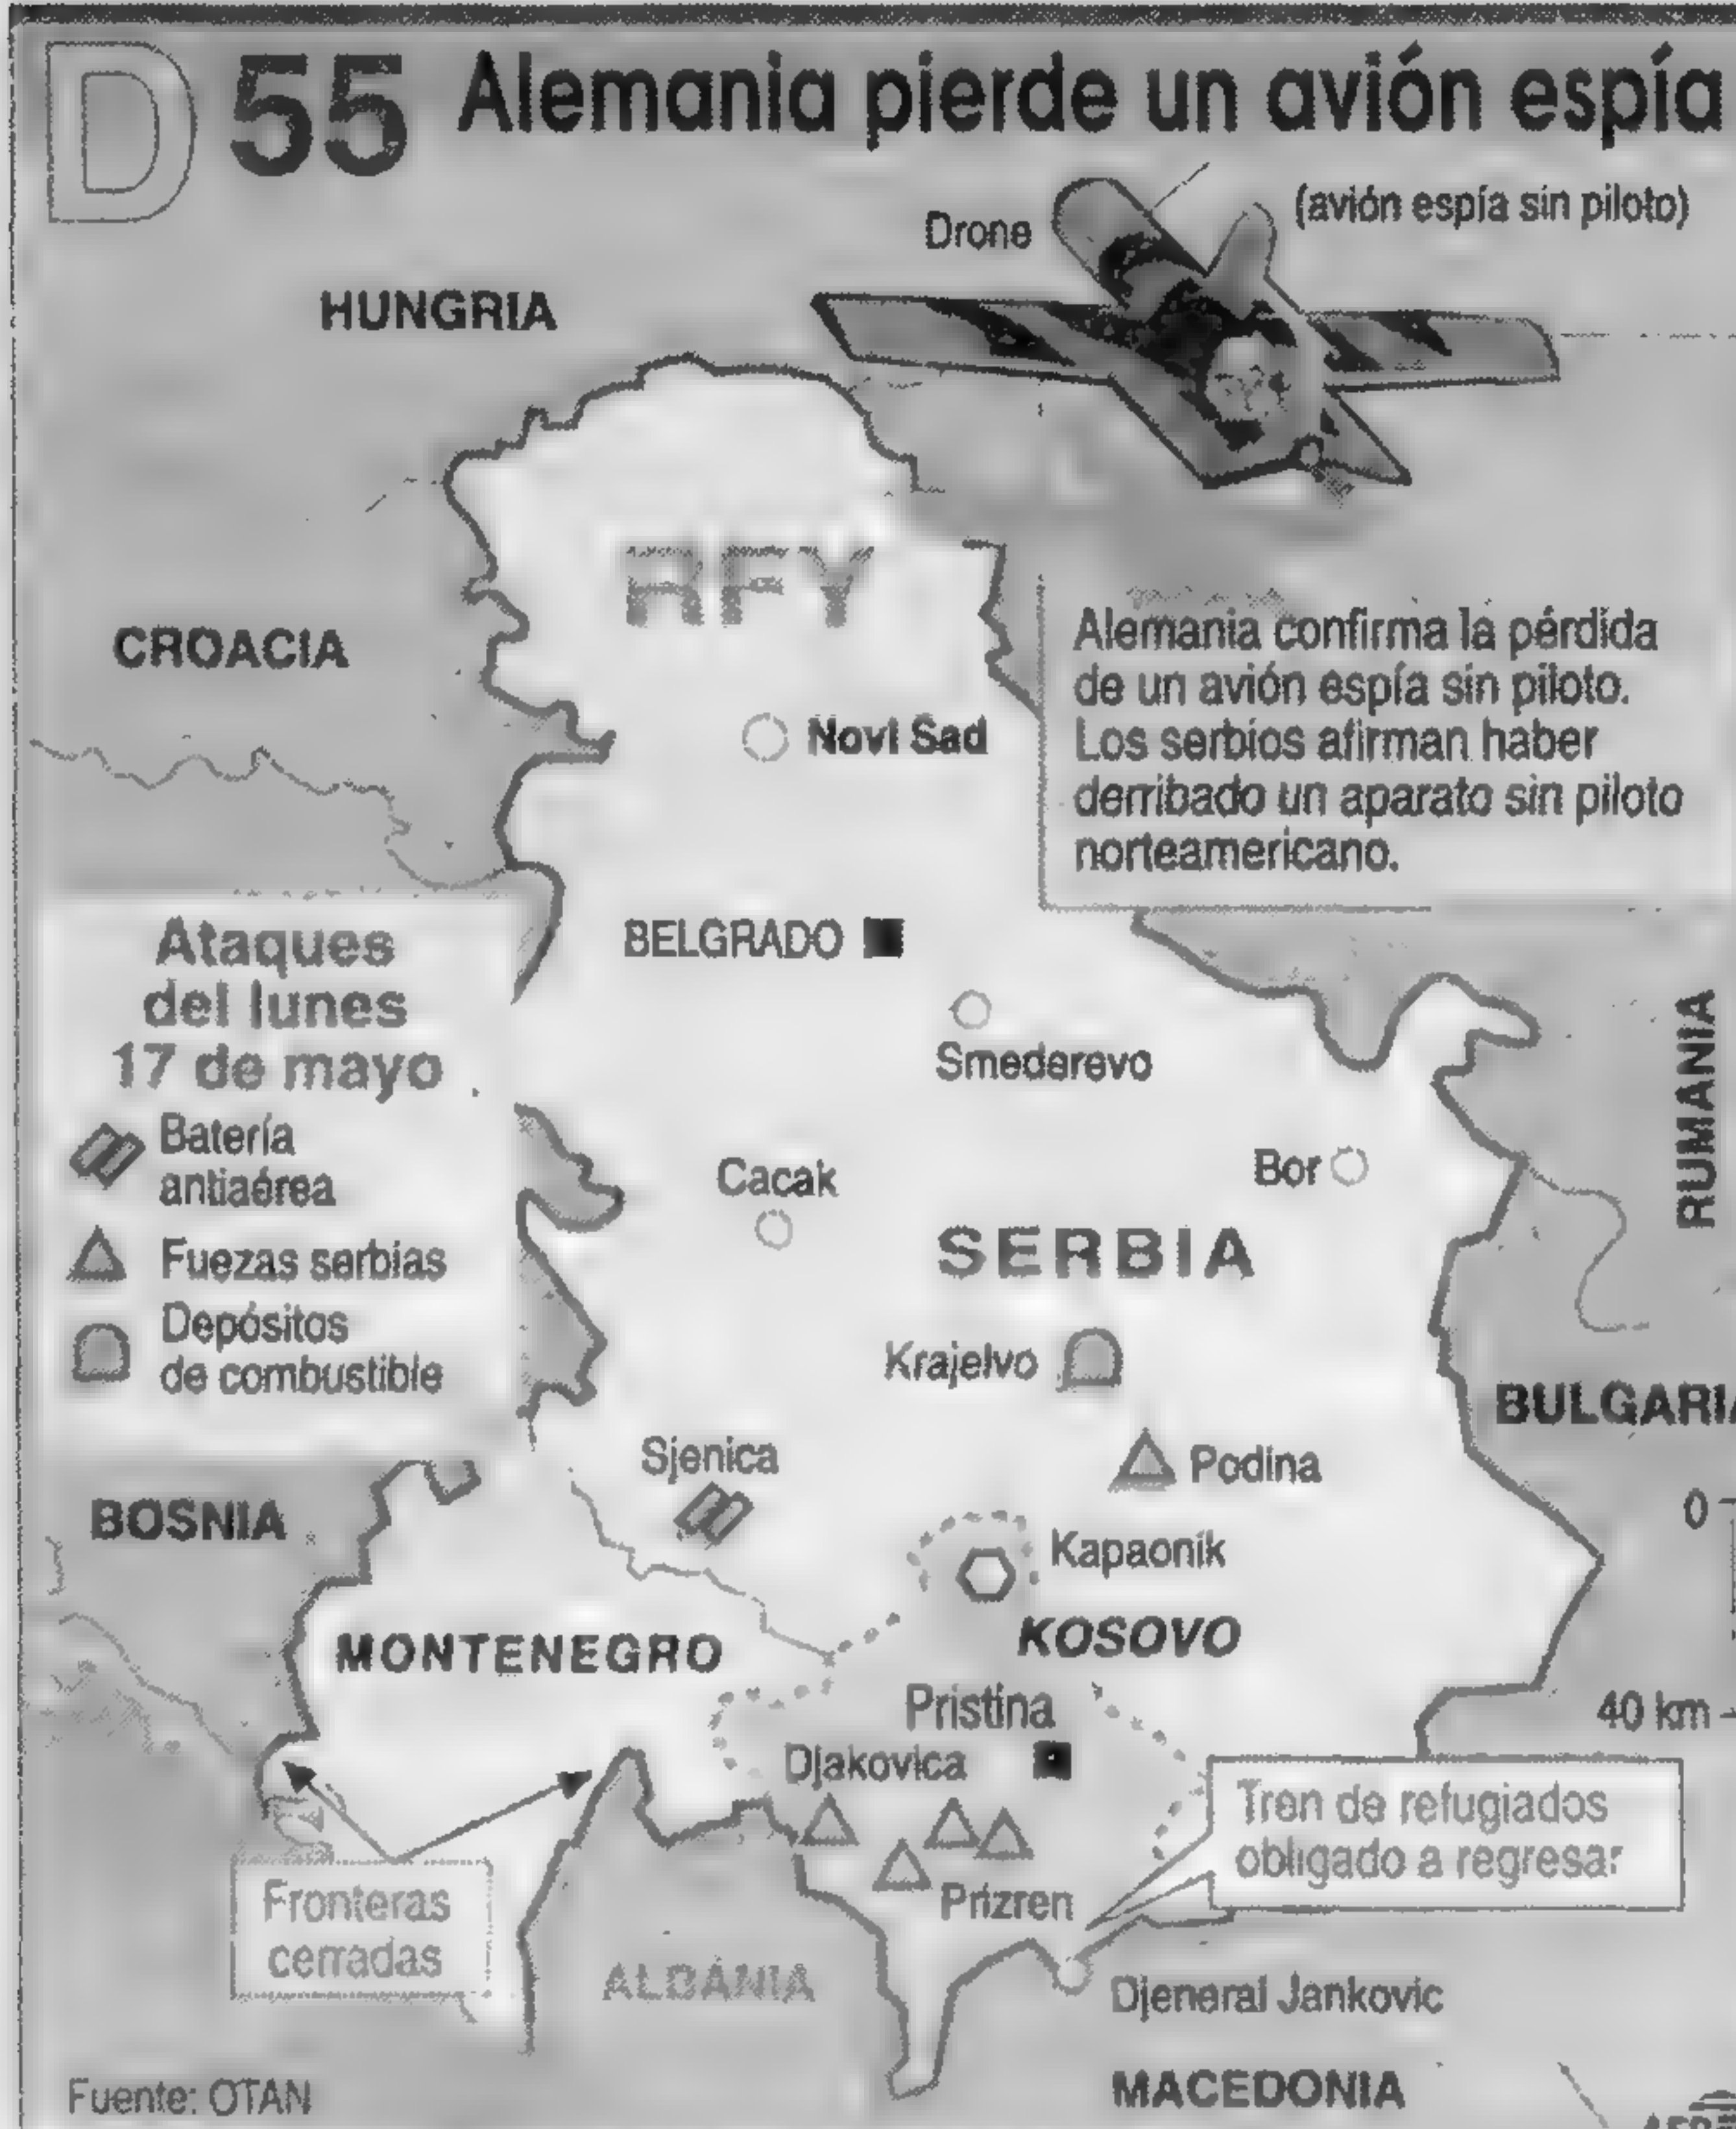 D 55 Alemania pierde un avión espía
Drone
(avión espía sin piloto)
HUNGRIA
RFY
CROACIA
Alemania confirma la pérdida
de un avión espía sin piloto.
Los serbios afirman haber
derribado un aparato sin piloto
norteamericano.
Novi Sad
BELGRADO
Ataques
del lunes
17 de mayo
Batería
antiaérea
Fuezas serbias
Depósitos
de combustible
Smederevo
RUMANIA
Bor
Cacak
SERBIA
Krajelvo
BULGARIA
Sjenica
Podina
BOSNIA
0
Kapaonik
KOSOVO
MONTENEGRO
Pristina
40 km
Djakovica
Tren de refugiados
obligado a regresar
Fronteras
cerradas
Prizren
ALBANIA
Djeneral Jankovic
MACEDONIA
Fuente: OTAN
AFP